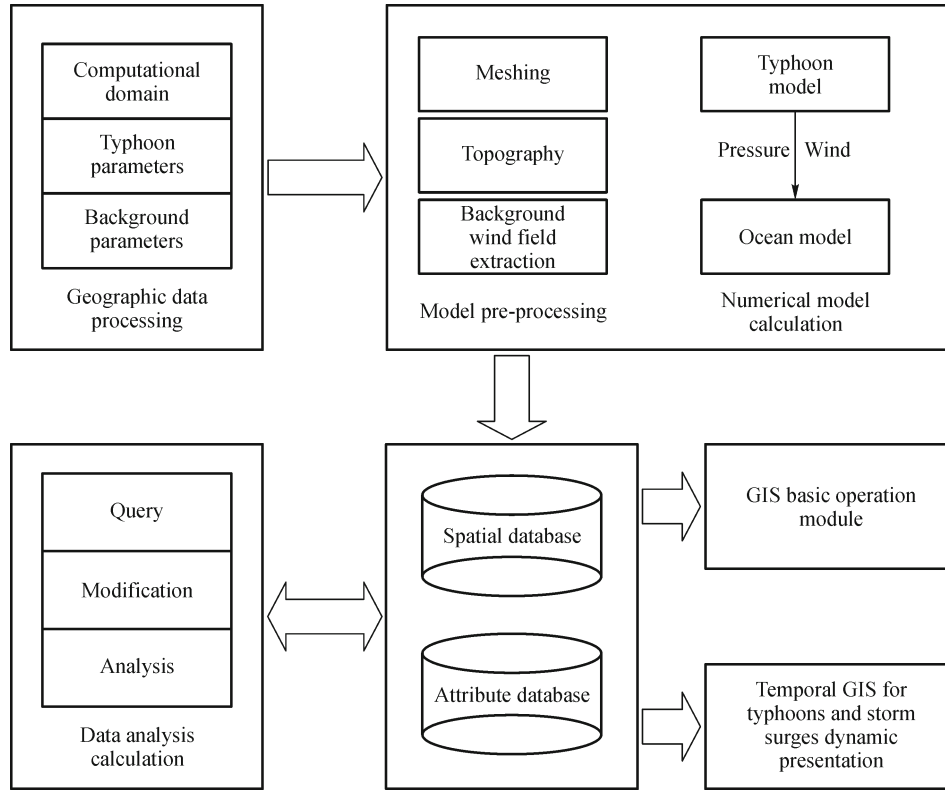 Computational
domain
Typhoon
parameters
Background
parameters
Geographic data
processing
Meshing
Topography
Background
wind field
extraction
Model pre-processing
Typhoon
model
Pressure Wind
Ocean model
Numerical model
calculation
Query
Modification
Analysis
Data analysis
calculation
Spatial database
Attribute database
GIS basic operation
module
Temporal GIS for
typhoons and storm
surges dynamic
presentation